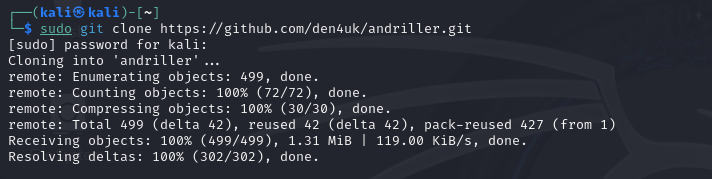 ┌──(kali㉿kali)-[~]
└─$ sudo git clone https://github.com/den4uk/andriller.git
[sudo] password for kali:
Cloning into 'andriller'...
remote: Enumerating objects: 499, done.
remote: Counting objects: 100% (72/72), done.
remote: Compressing objects: 100% (30/30), done.
remote: Total 499 (delta 42), reused 42 (delta 42), pack-reused 427 (from 1)
Receiving objects: 100% (499/499), 1.31 MiB | 119.00 KiB/s, done.
Resolving deltas: 100% (302/302), done.